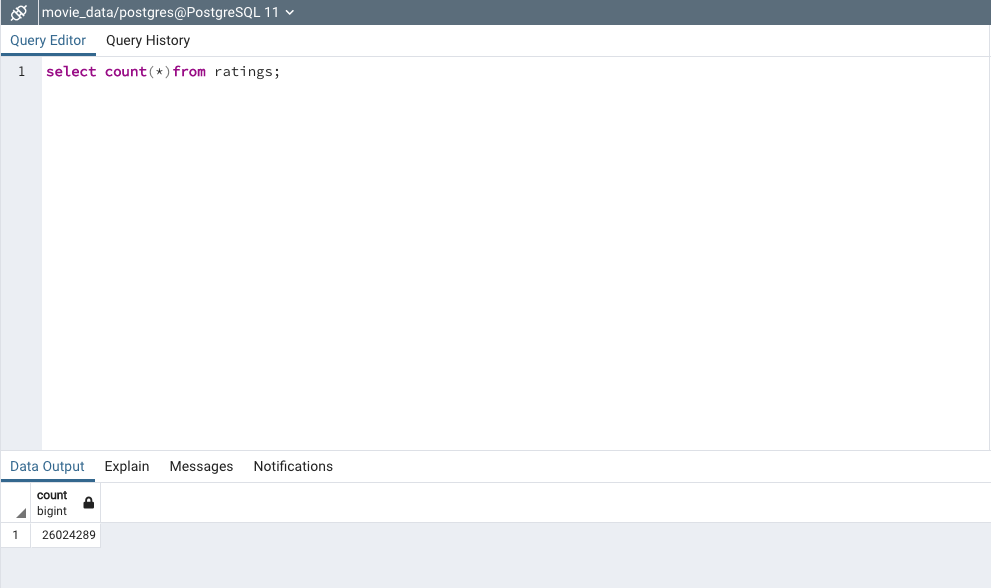 movie_data/postgres@PostgreSQL 11
Query Editor Query History
1 select count(*)from ratings;
Data Output Explain Messages Notifications
count
bigint
1 26024289